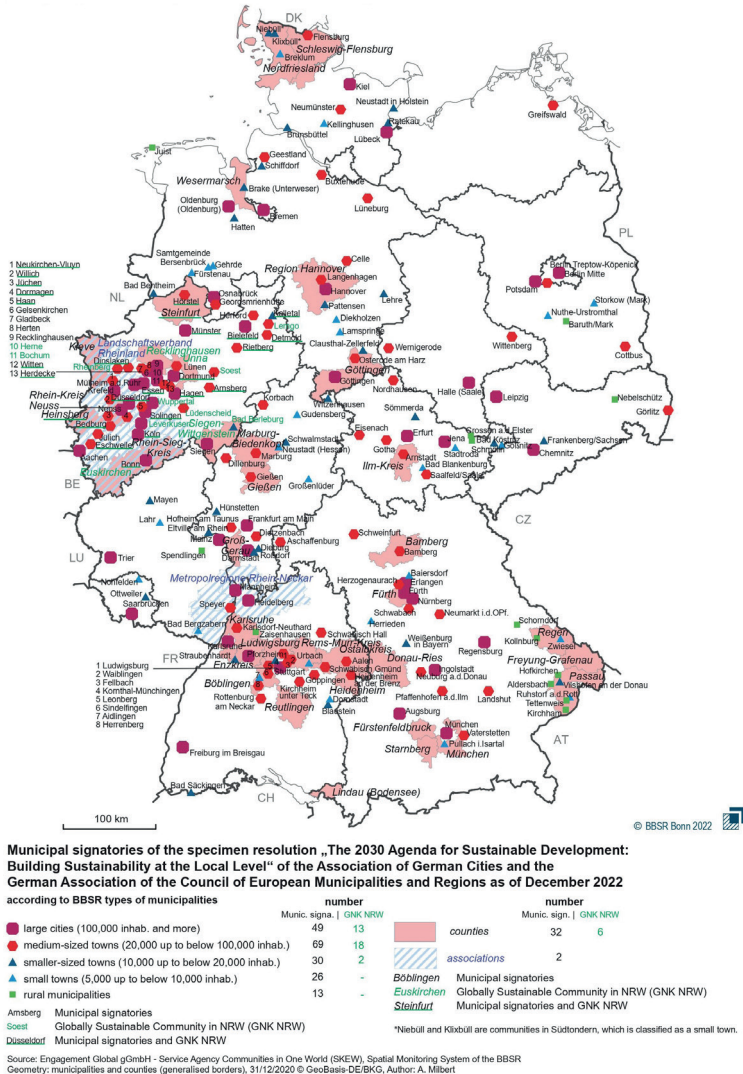 DK
Niebüll*
Klixbüll*
Flensburg
Schleswig-Flensburg
Breklum
Nordfriesland
Kiel
Neustadt in Holstein
Neumünster
Greifswald
Kellinghusen
Ratekau
Brunsbüttel
Lübeck
Juist
Geestland
Schiffdorf
Wesermarsch
Buxtehude
Brake (Unterweser)
Lüneburg
Oldenburg
(Oldenburg)
Bremen
PL
Hatten
Samtgemeinde
Bersenbrück
Gehrde
Fürstenau
Celle
Region Hannover
Langenhagen
Berlin Treptow-Köpenick
Berlin Mitte
1 Neukirchen-Vluyn
2 Willich
3 Jüchen
4 Dormagen
5 Haan
6 Gelsenkirchen
7 Gladbeck
8 Herten
9 Recklinghausen
10 Herne
11 Bochum
12 Witten
13 Herdecke
NL
Bad Bentheim
Hörstel
Osnabrück
Georgsmarienhütte
Hannover
Lehre
Potsdam
Storkow (Mark)
Steinfurt
Herford
Kalletal
Pattensen
Diekholzen
Nuthe-Urstromthal
Baruth/Mark
Münster
Bielefeld
Lemgo
Detmold
Lamspringe
Clausthal-Zellerfeld
Wernigerode
Wittenberg
Cottbus
Landschaftsverband
Rheinland
Kleve
Recklinghausen
Unna
Rietberg
Osterode am Harz
Göttingen
Göttingen
Dinslaken
Rheinberg
Lünen
Dortmund
Soest
Nordhausen
Halle (Saale)
Leipzig
Nebelschütz
Mülheim a.d.Ruhr
Krefeld
Essen
Hagen
Arnsberg
Korbach
Witzenhausen
Sömmerda
Görlitz
Rhein-Kreis
Neuss
Düsseldorf
Wuppertal
Lüdenscheid
Gudensberg
Neuss
Heinsberg
Solingen
Leverkusen
Siegen-
Wittgenstein
Bad Berleburg
Eisenach
Erfurt
Jena
Crossen a.d.Elster
Bad Köstritz
Gößnitz
Schmölln
Frankenberg/Sachsen
Bedburg
Jülich
Köln
Rhein-Sieg-
Kreis
Marburg-
Biedenkopf
Schwalmstadt
Neustadt (Hessen)
Gotha
Arnstadt
Stadtroda
Chemnitz
Eschweiler
Siegen
Marburg
Ilm-Kreis
Bad Blankenburg
Saalfeld/Saale
Aachen
Bonn
Dillenburg
Gießen
Gießen
Großenlüder
BE
Euskirchen
Mayen
Hünstetten
CZ
Lahr
Hofheim am Taunus
Eltville am Rhein
Frankfurt am Main
Schweinfurt
Mainz
Dietzenbach
Aschaffenburg
Bamberg
Bamberg
LU
Trier
Spendlingen
Groß-
Gerau
Dieburg
Roßdorf
Darmstadt
Baiersdorf
Nohfelden
Metropolregion Rhein-Neckar
Herzogenaurach
Erlangen
Fürth
Fürth
Ottweiler
Mannheim
Nürnberg
Saarbrücken
Speyer
Heidelberg
Schwabach
Neumarkt i.d.OPf.
Bad Bergzabern
Karlsruhe
Karlsdorf-Neuthard
Zaisenhausen
Herrieden
Schorndorf
Regen
Karlsruhe
Ludwigsburg
Rems-Murr-Kreis
Schwäbisch Hall
Weißenburg
in Bayern
Kollnburg
Zwiesel
Straubenhardt
Pforzheim
Urbach
Ostalbkreis
Regensburg
Freyung-Grafenau
FR
Enzkreis
Stuttgart
Aalen
Schwäbisch Gmünd
Donau-Ries
Ingolstadt
Hofkirchen
Passau
1 Ludwigsburg
2 Waiblingen
3 Fellbach
4 Kornthal-Münchingen
5 Leonberg
6 Sindelfingen
7 Aidlingen
8 Herrenberg
Böblingen
Göppingen
Heidenheim
an der Brenz
Heidenheim
Neuburg a.d.Donau
Aldersbach
Vilshofen an der Donau
Kirchheim
unter Teck
Rottenburg
am Neckar
Dornstadt
Pfaffenhofen a.d.Ilm
Landshut
Ruhstorf a.d.Rott
Tettenweis
Reutlingen
Blaustein
Kirchham
Augsburg
Fürstenfeldbruck
München
Vaterstetten
AT
Freiburg im Breisgau
Starnberg
Pullach i.Isartal
München
Bad Säckingen
CH
Lindau (Bodensee)
100 km
© BBSR Bonn 2022
Municipal signatories of the specimen resolution „The 2030 Agenda for Sustainable Development:
Building Sustainability at the Local Level“ of the Association of German Cities and the
German Association of the Council of European Municipalities and Regions as of December 2022
according to BBSR types of municipalities
number
Munic. signa. | GNK NRW
large cities (100,000 inhab. and more) 49 13
medium-sized towns (20,000 up to below 100,000 inhab.) 69 18
smaller-sized towns (10,000 up to below 20,000 inhab.) 30 2
small towns (5,000 up to below 10,000 inhab.) 26 -
rural municipalities 13 -
number
Munic. signa. | GNK NRW
counties 32 6
associations 2
Arnsberg Municipal signatories
Soest Globally Sustainable Community in NRW (GNK NRW)
Düsseldorf Municipal signatories and GNK NRW
Böblingen Municipal signatories
Euskirchen Globally Sustainable Community in NRW (GNK NRW)
Steinfurt Municipal signatories and GNK NRW
*Niebüll and Klixbüll are communities in Südtondern, which is classified as a small town.
Source: Engagement Global gGmbH - Service Agency Communities in One World (SKEW), Spatial Monitoring System of the BBSR
Geometry: municipalities and counties (generalised borders), 31/12/2020 © GeoBasis-DE/BKG, Author: A. Milbert